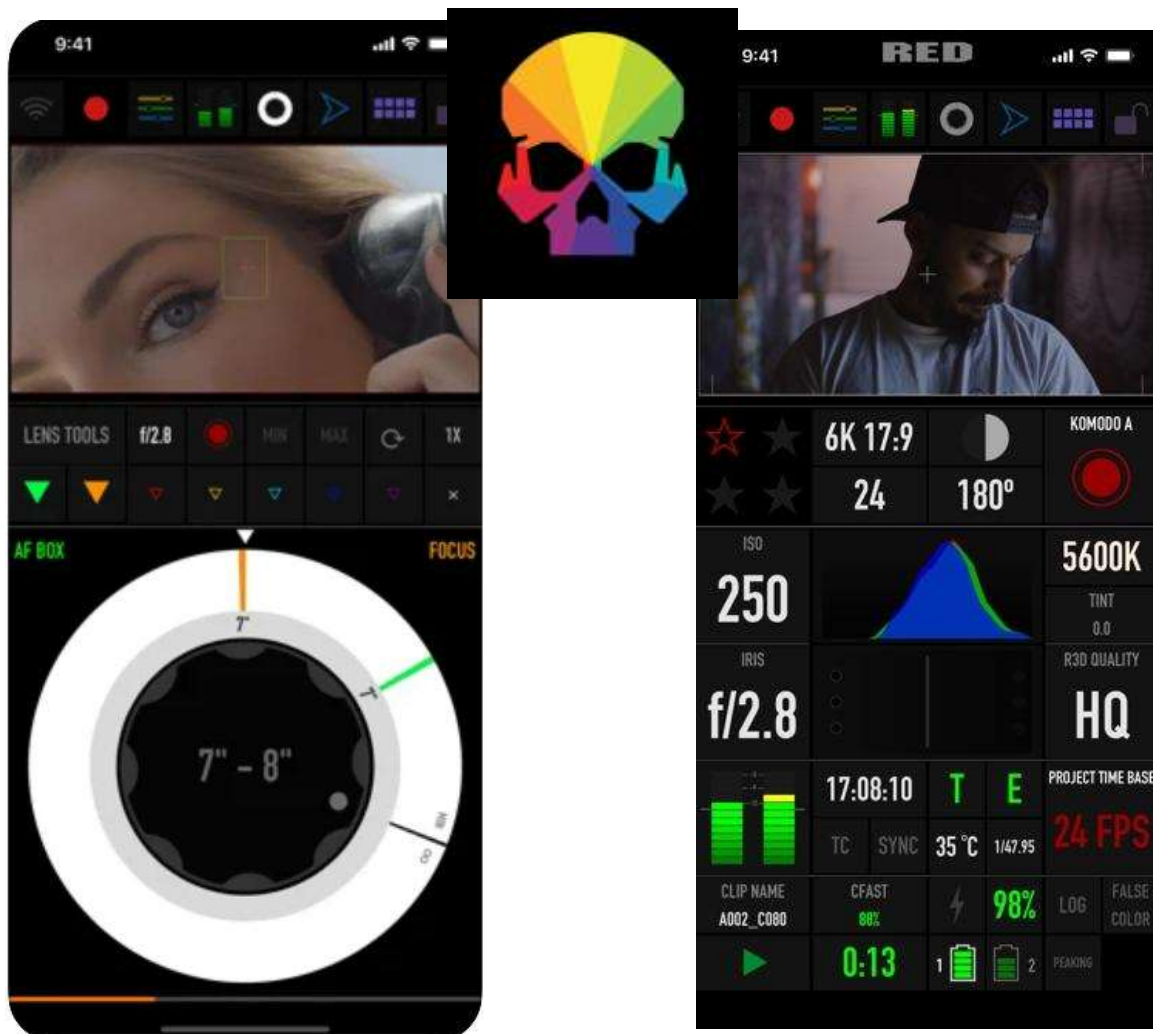 9:41
LENS TOOLS f/2.8 MIN MAX 1X
×
AF BOX FOCUS
7"
7"
7" – 8"
MIN
OO
9:41 RED
KOMODO A
6K 17:9
24 180°
ISO
250
5600K
TINT
0.0
IRIS
f/2.8
R3D QUALITY
HQ
17:08:10 T E
PROJECT TIME BASE
24 FPS
TC SYNC 35 °C 1/47.95
CLIP NAME
A002_C080
CFAST
80%
98%
LOG
FALSE
COLOR
0:13
1 2
PEAKING